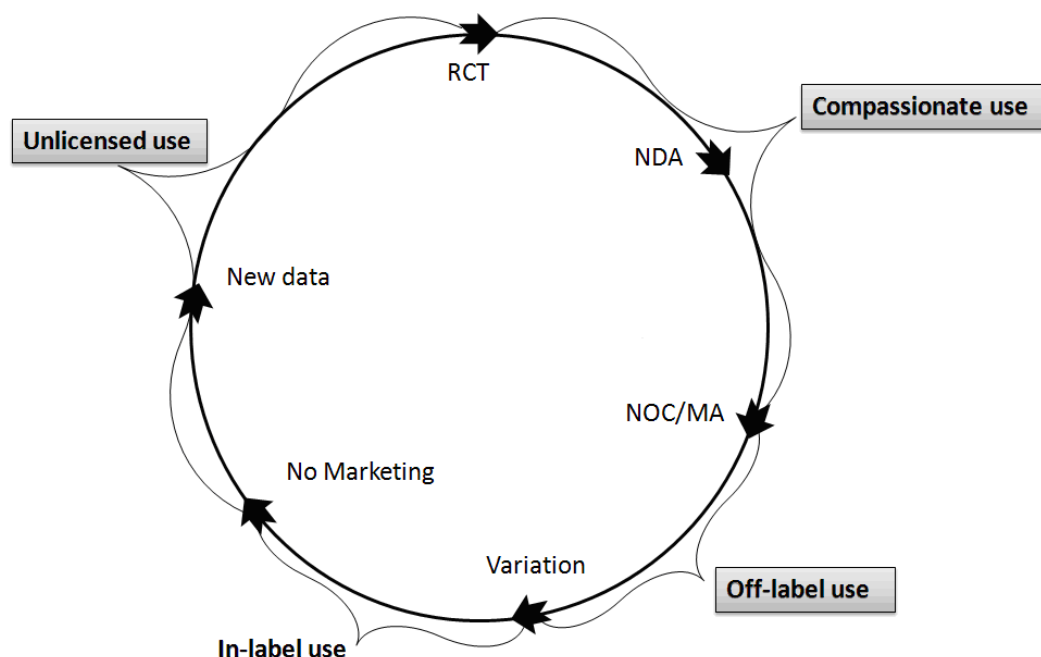 RCT
Compassionate use
Unlicensed use
NDA
New data
NOC/MA
No Marketing
Variation
Off-label use
In-label use